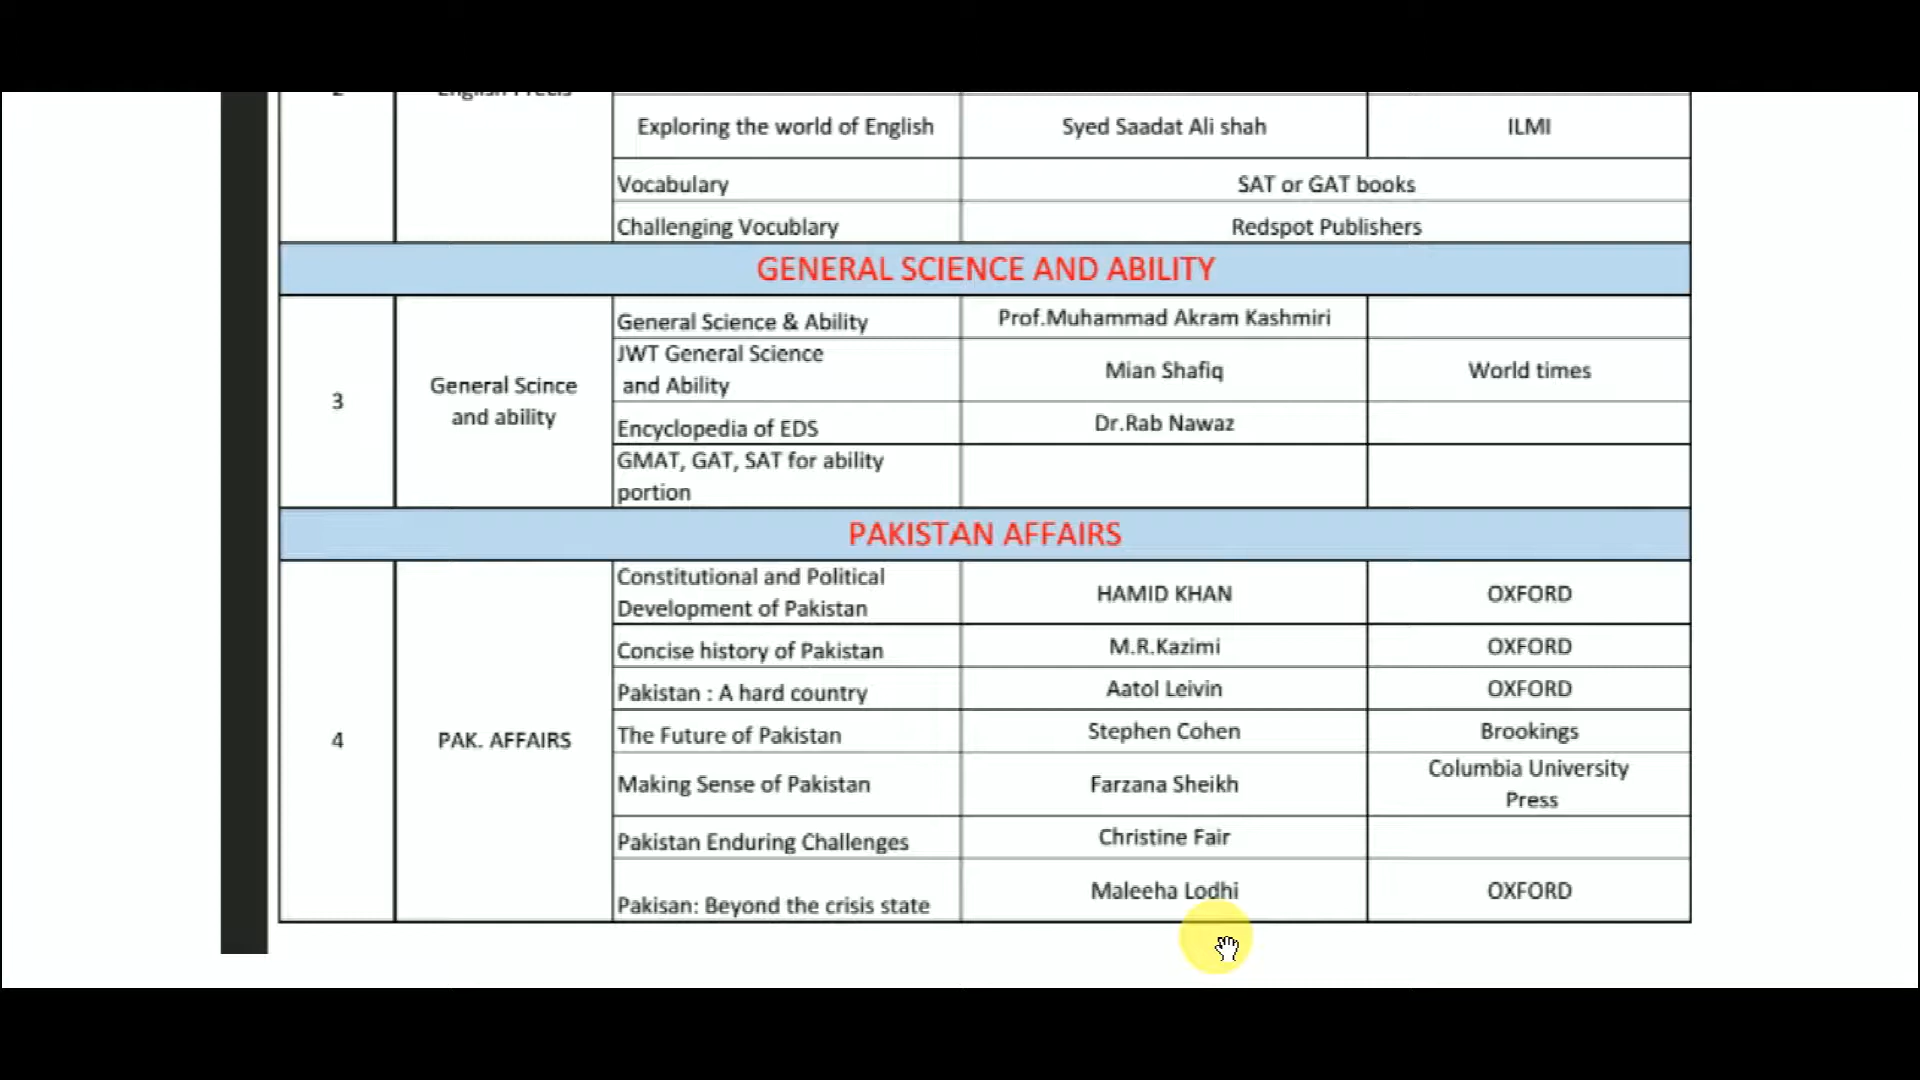 2
English Precis
Exploring the world of English
Syed Saadat Ali shah
ILMI
Vocabulary
SAT or GAT books
Challenging Vocublary
Redspot Publishers
GENERAL SCIENCE AND ABILITY
3
General Scince
and ability
General Science & Ability
Prof.Muhammad Akram Kashmiri
JWT General Science
and Ability
Mian Shafiq
World times
Encyclopedia of EDS
Dr.Rab Nawaz
GMAT, GAT, SAT for ability
portion
PAKISTAN AFFAIRS
4
PAK. AFFAIRS
Constitutional and Political
Development of Pakistan
HAMID KHAN
OXFORD
Concise history of Pakistan
M.R.Kazimi
OXFORD
Pakistan : A hard country
Aatol Leivin
OXFORD
The Future of Pakistan
Stephen Cohen
Brookings
Making Sense of Pakistan
Farzana Sheikh
Columbia University
Press
Pakistan Enduring Challenges
Christine Fair
Pakisan: Beyond the crisis state
Maleeha Lodhi
OXFORD